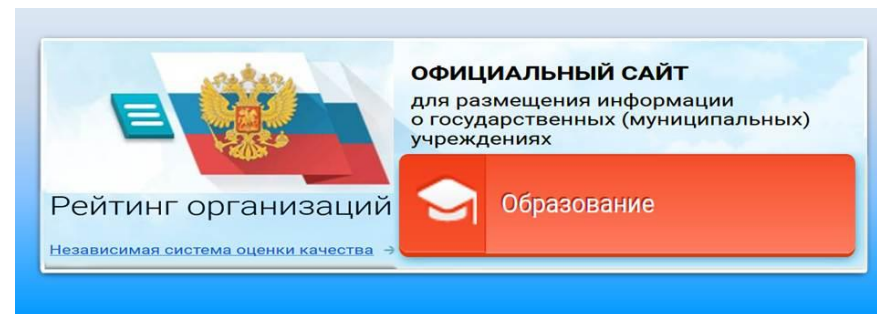 ОФИЦИАЛЬНЫЙ САЙТ
для размещения информации
о государственных (муниципальных)
учреждениях
Рейтинг организаций
Образование
Независимая система оценки качества →